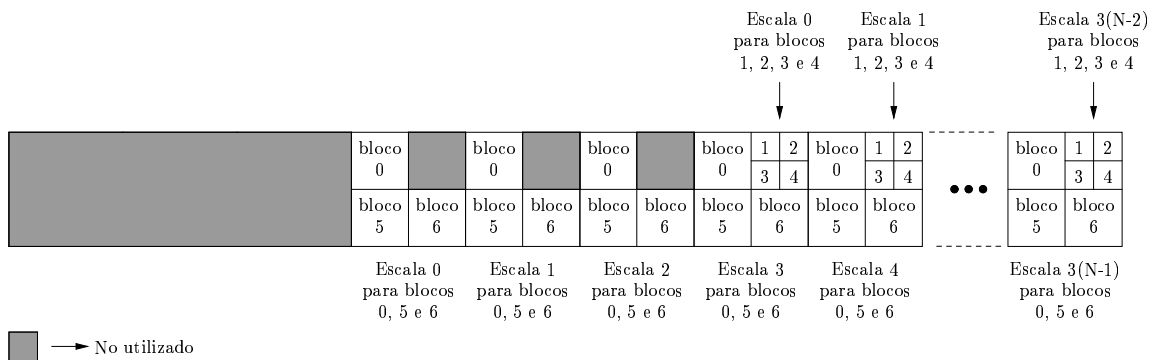 Escala 0 Escala 1 Escala 3(N-2)
para blocos para blocos para blocos
1, 2, 3 e 4 1, 2, 3 e 4 1, 2, 3 e 4
bloco bloco bloco bloco 1 2 bloco 1 2 bloco 1 2
0 0 0 0 3 4 0 3 4 0 3 4
bloco bloco bloco bloco bloco bloco bloco bloco bloco bloco bloco bloco
5 6 5 6 5 6 5 6 5 6 5 6
Escala 0 Escala 1 Escala 2 Escala 3 Escala 4 Escala 3(N-1)
para blocos para blocos para blocos para blocos para blocos para blocos
0, 5 e 6 0, 5 e 6 0, 5 e 6 0, 5 e 6 0, 5 e 6 0, 5 e 6
No utilizado